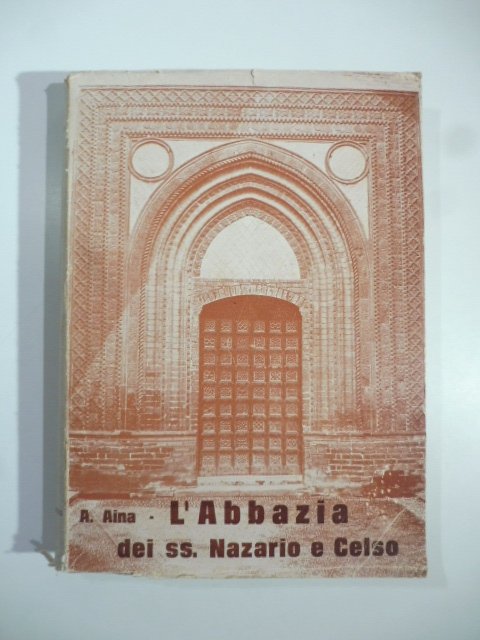 A. Aina - L'Abbazia
dei ss. Nazario e Celso